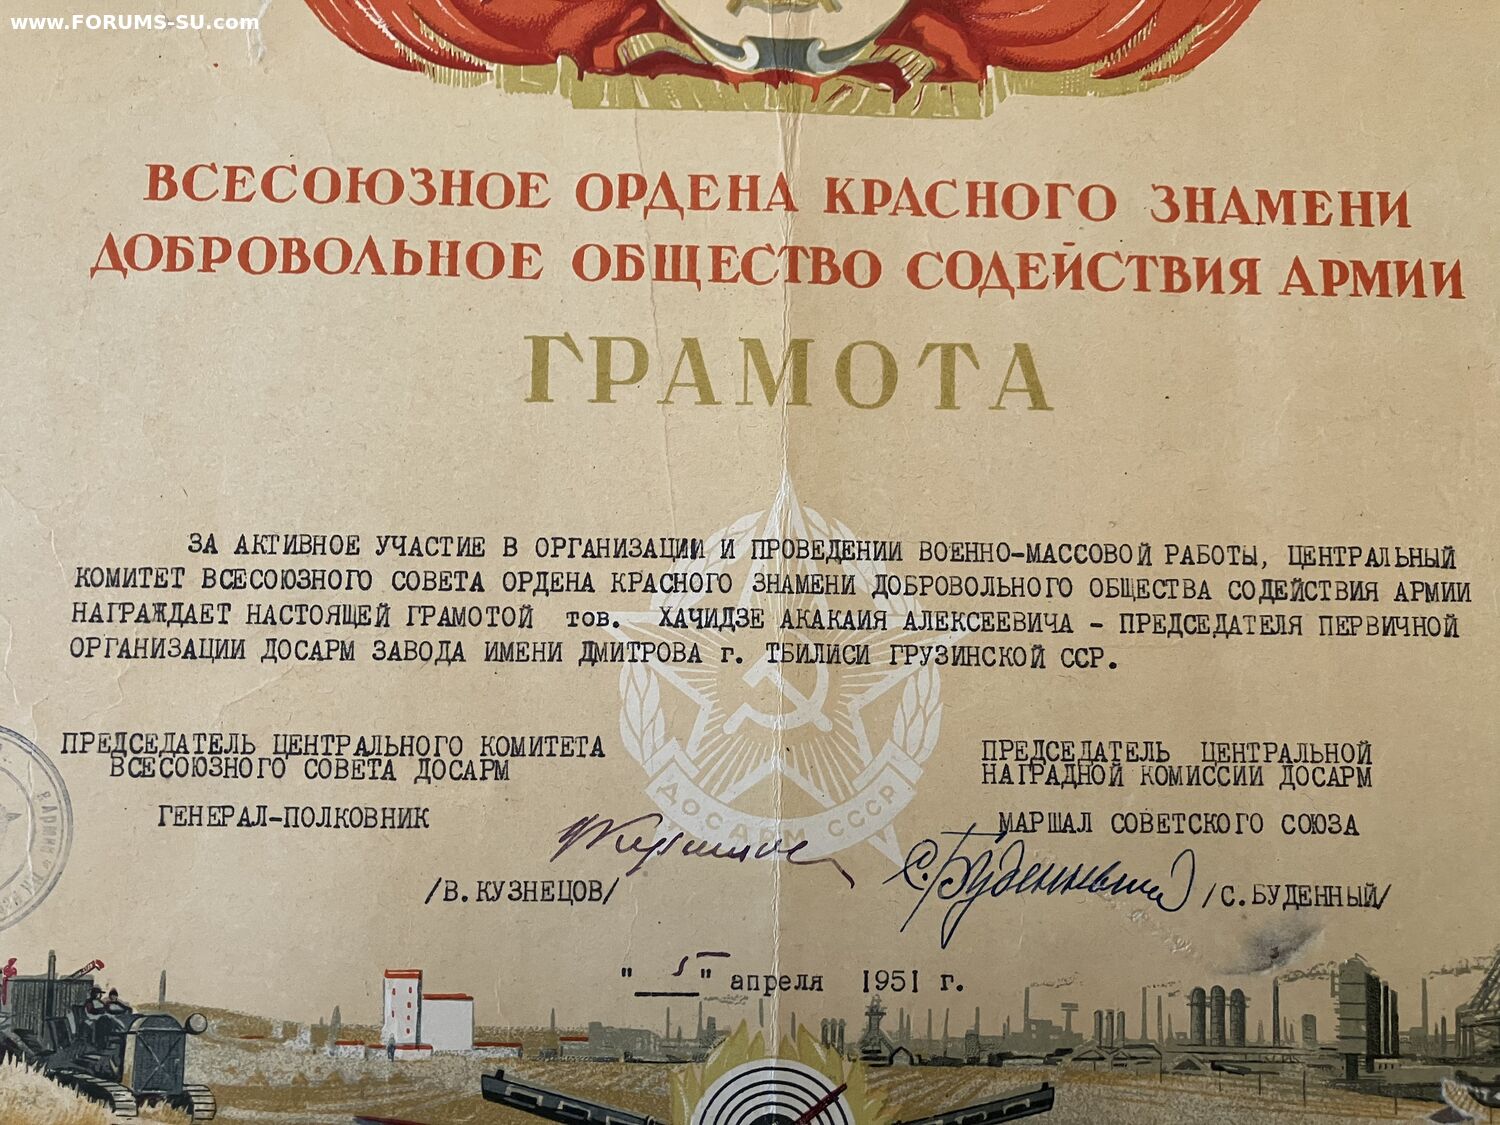 www.FORUMS-SU.com
ВСЕСОЮЗНОЕ ОРДЕНА КРАСНОГО ЗНАМЕНИ
ДОБРОВОЛЬНОЕ ОБЩЕСТВО СОДЕЙСТВИЯ АРМИИ
ГРАМОТА
ЗА АКТИВНОЕ УЧАСТИЕ В ОРГАНИЗАЦИИ И ПРОВЕДЕНИИ ВОЕННО-МАССОВОЙ РАБОТЫ, ЦЕНТРАЛЬНЫЙ
КОМИТЕТ ВСЕСОЮЗНОГО СОВЕТА ОРДЕНА КРАСНОГО ЗНАМЕНИ ДОБРОВОЛЬНОГО ОБЩЕСТВА СОДЕЙСТВИЯ АРМИИ
НАГРАЖДАЕТ НАСТОЯЩЕЙ ГРАМОТОЙ тов. ХАЧИДЗЕ АКАКАИЯ АЛЕКСЕЕВИЧА - ПРЕДСЕДАТЕЛЯ ПЕРВИЧНОЙ
ОРГАНИЗАЦИИ ДОСАРМ ЗАВОДА ИМЕНИ ДМИТРОВА г. ТБИЛИСИ ГРУЗИНСКОЙ ССР.
ПРЕДСЕДАТЕЛЬ ЦЕНТРАЛЬНОГО КОМИТЕТА
ВСЕСОЮЗНОГО СОВЕТА ДОСАРМ
ГЕНЕРАЛ-ПОЛКОВНИК
/В. КУЗНЕЦОВ/
ДОСАРМ СССР
ПРЕДСЕДАТЕЛЬ ЦЕНТРАЛЬНОЙ
НАГРАДНОЙ КОМИССИИ ДОСАРМ
МАРШАЛ СОВЕТСКОГО СОЮЗА
С. Буденный /С. БУДЕННЫЙ/
"5" апреля 1951 г.